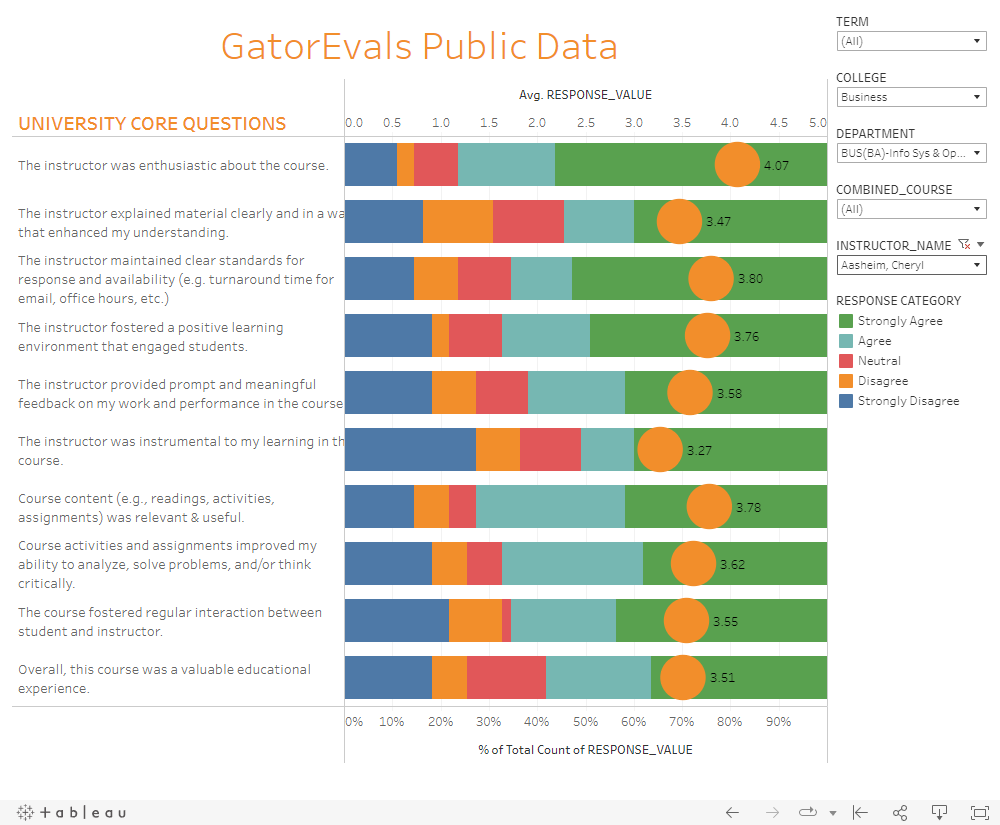 GatorEvals Public Data
TERM
(All)
COLLEGE
Business
DEPARTMENT
BUS(BA)-Info Sys & Op...
COMBINED_COURSE
(All)
INSTRUCTOR_NAME
Aasheim, Cheryl
RESPONSE CATEGORY
Strongly Agree
Agree
Neutral
Disagree
Strongly Disagree
Avg. RESPONSE_VALUE
UNIVERSITY CORE QUESTIONS
0.0 0.5 1.0 1.5 2.0 2.5 3.0 3.5 4.0 4.5 5.0
The instructor was enthusiastic about the course.
4.07
The instructor explained material clearly and in a wa
that enhanced my understanding.
3.47
The instructor maintained clear standards for
response and availability (e.g. turnaround time for
email, office hours, etc.)
3.80
The instructor fostered a positive learning
environment that engaged students.
3.76
The instructor provided prompt and meaningful
feedback on my work and performance in the course
3.58
The instructor was instrumental to my learning in th
course.
3.27
Course content (e.g., readings, activities,
assignments) was relevant & useful.
3.78
Course activities and assignments improved my
ability to analyze, solve problems, and/or think
critically.
3.62
The course fostered regular interaction between
student and instructor.
3.55
Overall, this course was a valuable educational
experience.
3.51
0% 10% 20% 30% 40% 50% 60% 70% 80% 90%
% of Total Count of RESPONSE_VALUE
+ableau